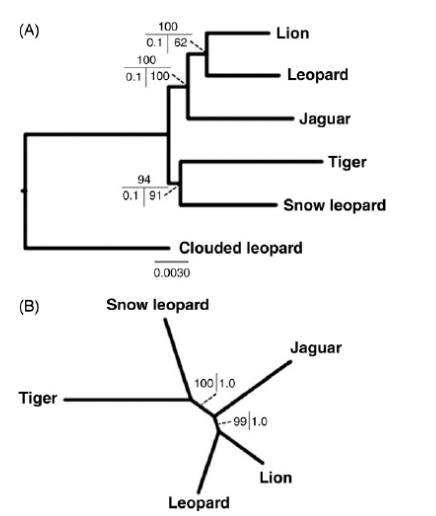 (A)
100
0.1 | 62
Lion
100
0.1 | 100
Leopard
Jaguar
Tiger
94
0.1 | 91
Snow leopard
Clouded leopard
0.0030
(B)
Snow leopard
Jaguar
100|1.0
Tiger
99|1.0
Lion
Leopard